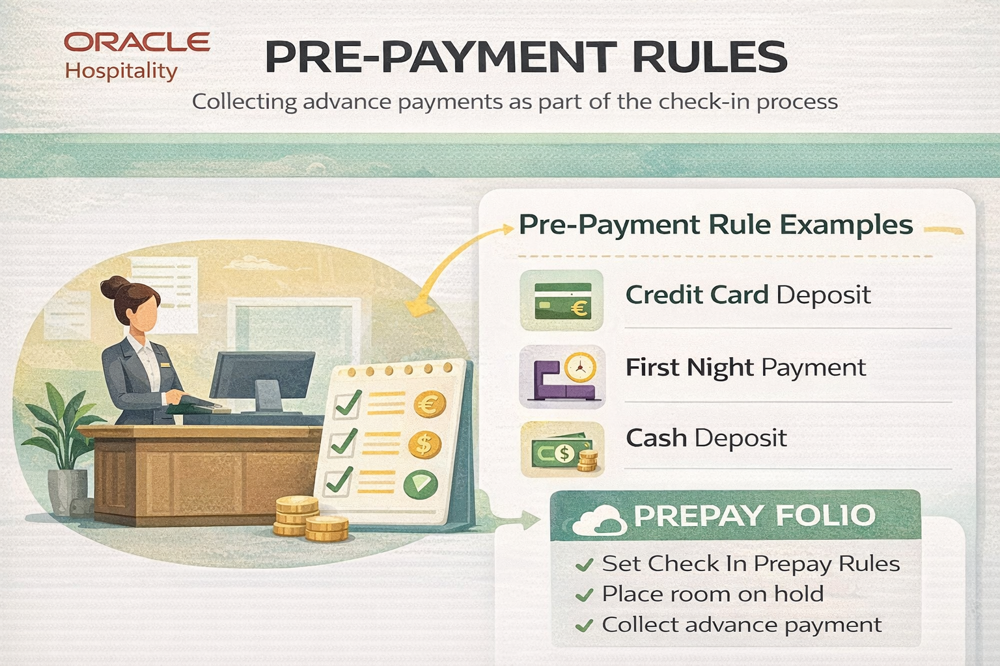 ORACLE
Hospitality
PRE-PAYMENT RULES
Collecting advance payments as part of the check-in process
Pre-Payment Rule Examples
€
Credit Card Deposit
First Night Payment
$
Cash Deposit
€
$
PREPAY FOLIO
Set Check In Prepay Rules
Place room on hold
Collect advance payment